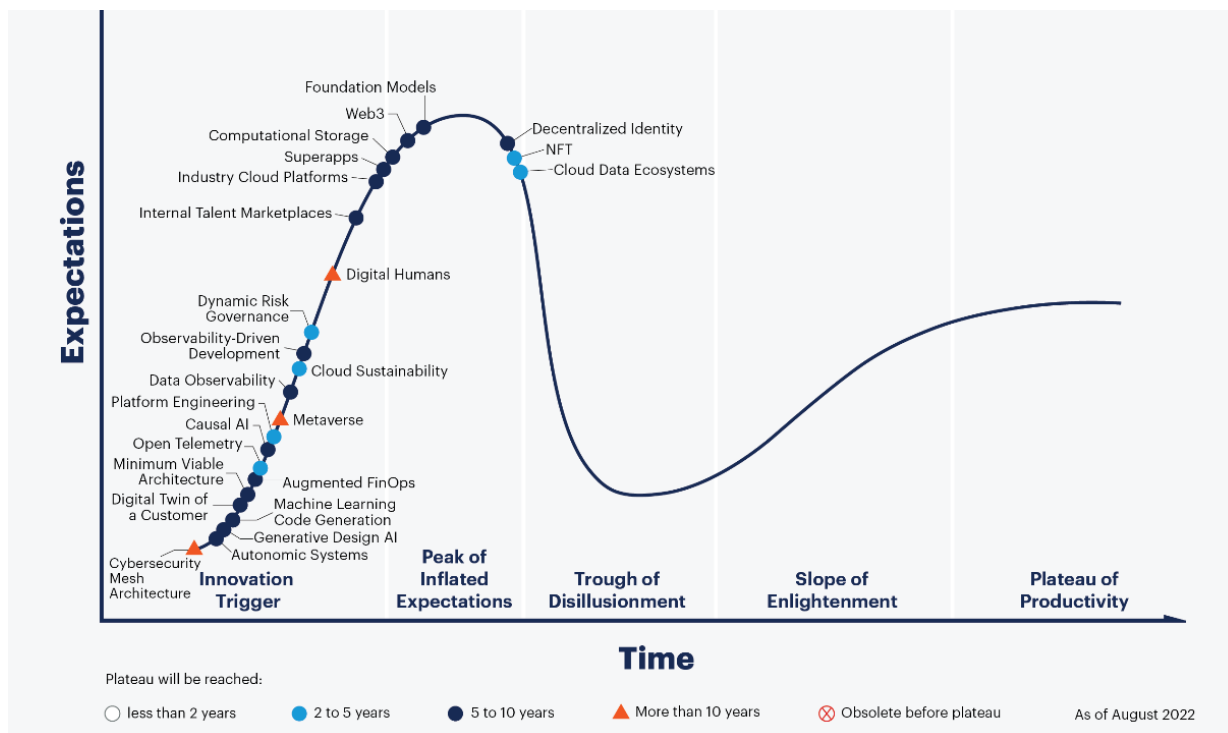 Foundation Models
Web3
Computational Storage
Superapps
Industry Cloud Platforms
Internal Talent Marketplaces
Decentralized Identity
NFT
Cloud Data Ecosystems
Digital Humans
Dynamic Risk
Governance
Observability-Driven
Development
Cloud Sustainability
Data Observability
Platform Engineering
Metaverse
Causal AI
Open Telemetry
Minimum Viable
Architecture
Augmented FinOps
Digital Twin of
a Customer
Machine Learning
Code Generation
Generative Design AI
Autonomic Systems
Cybersecurity
Mesh
Architecture
Expectations
Innovation
Trigger
Peak of
Inflated
Expectations
Trough of
Disillusionment
Slope of
Enlightenment
Plateau of
Productivity
Time
Plateau will be reached:
less than 2 years
2 to 5 years
5 to 10 years
More than 10 years
Obsolete before plateau
As of August 2022